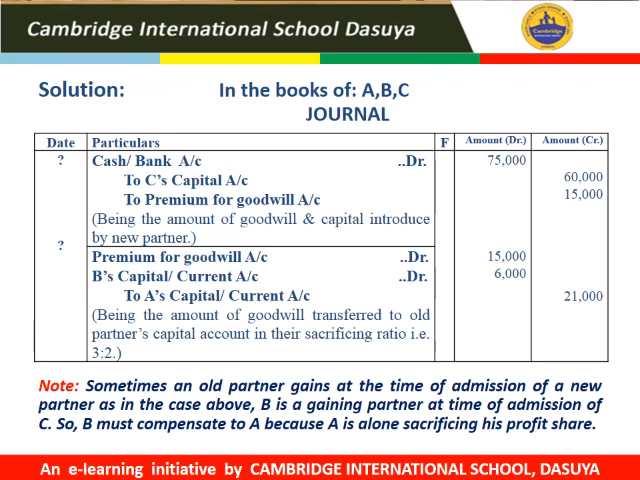 Cambridge International School Dasuya
Cambridge
Solution: In the books of: A,B,C
JOURNAL
Date Particulars F Amount (Dr.) Amount (Cr.)
? Cash/ Bank A/c ..Dr. 75,000
To C's Capital A/c 60,000
To Premium for goodwill A/c 15,000
(Being the amount of goodwill & capital introduce
by new partner.)
?
Premium for goodwill A/c ..Dr. 15,000
B's Capital/ Current A/c ..Dr. 6,000
To A's Capital/ Current A/c 21,000
(Being the amount of goodwill transferred to old
partner's capital account in their sacrificing ratio i.e.
3:2.)
Note: Sometimes an old partner gains at the time of admission of a new
partner as in the case above, B is a gaining partner at time of admission of
C. So, B must compensate to A because A is alone sacrificing his profit share.
An e-learning initiative by CAMBRIDGE INTERNATIONAL SCHOOL, DASUYA